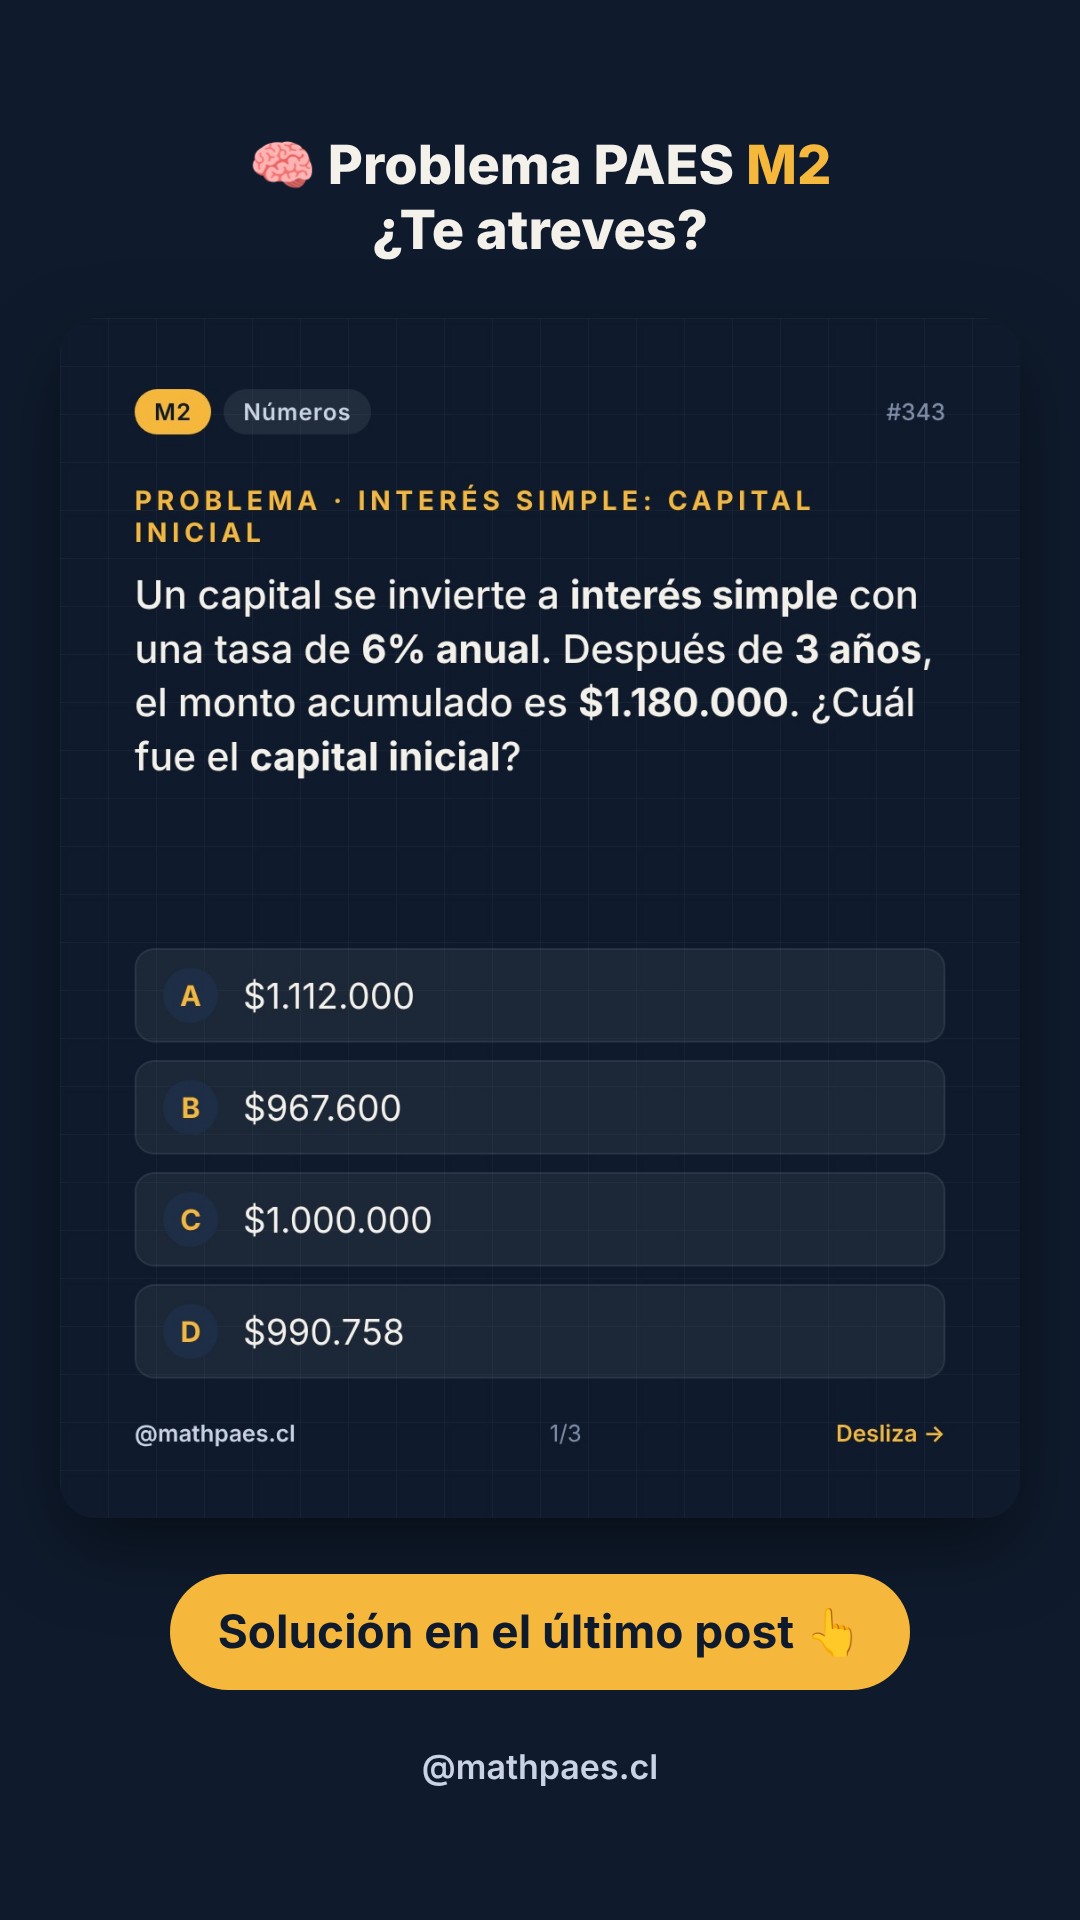 🧠 Problema PAES M2
¿Te atreves?
M2 Números #343
PROBLEMA · INTERÉS SIMPLE: CAPITAL
INICIAL
Un capital se invierte a interés simple con
una tasa de 6% anual. Después de 3 años,
el monto acumulado es $1.180.000. ¿Cuál
fue el capital inicial?
A $1.112.000
B $967.600
C $1.000.000
D $990.758
@mathpaes.cl 1/3 Desliza →
Solución en el último post 👆
@mathpaes.cl